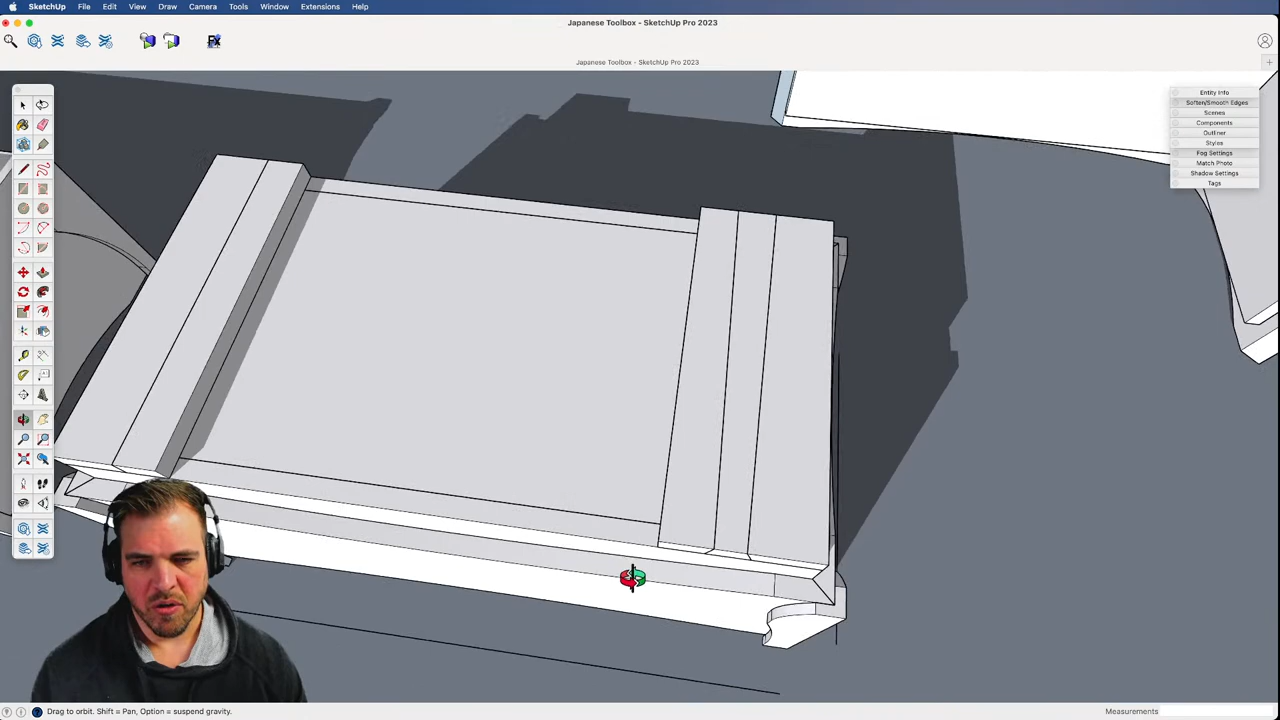 SketchUp File Edit View Draw Camera Tools Window Extensions Help
Japanese Toolbox - SketchUp Pro 2023
Japanese Toolbox - SketchUp Pro 2023
Entity Info
Soften/Smooth Edges
Scenes
Components
Outliner
Styles
Fog Settings
Match Photo
Shadow Settings
Tags
Drag to orbit. Shift = Pan, Option = suspend gravity.
Measurements